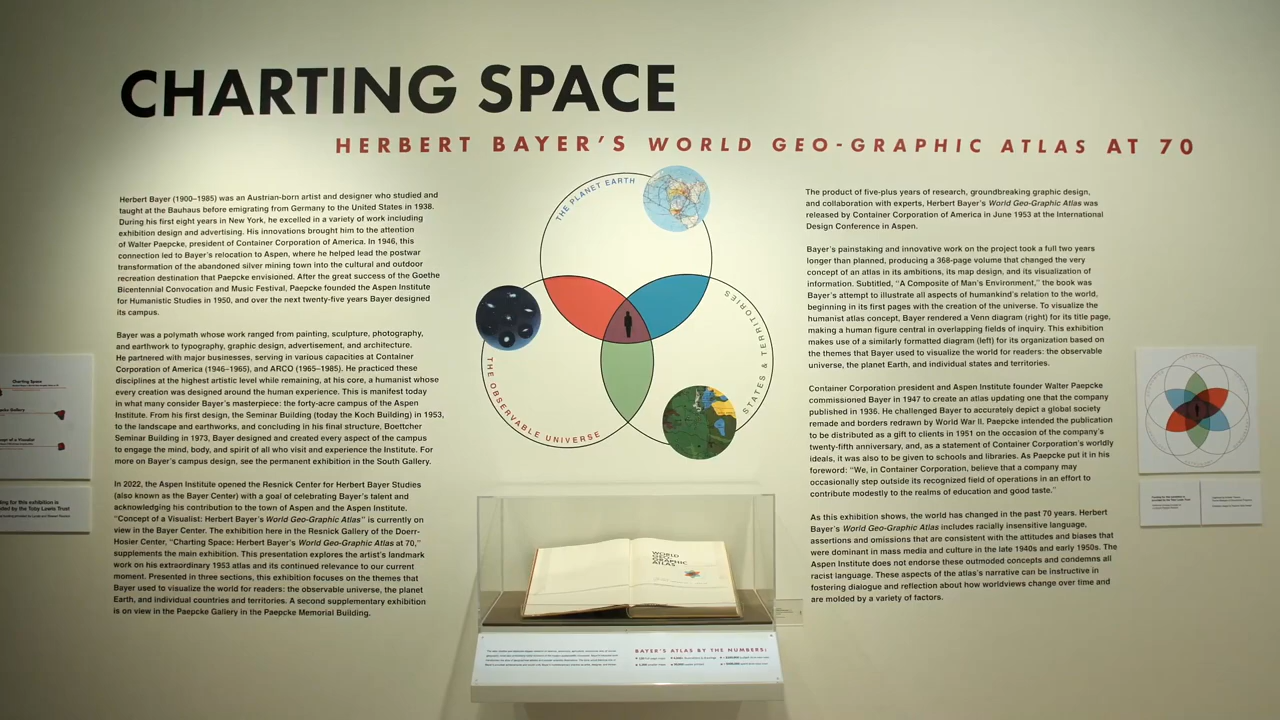 CHARTING SPACE
HERBERT BAYER'S WORLD GEO-GRAPHIC ATLAS AT 70
Herbert Bayer (1900–1985) was an Austrian-born artist and designer who studied and
taught at the Bauhaus before emigrating from Germany to the United States in 1938.
During his first eight years in New York, he excelled in a variety of work including
exhibition design and advertising. His innovations brought him to the attention
of Walter Paepcke, president of Container Corporation of America. In 1946, this
connection led to Bayer's relocation to Aspen, where he helped lead the postwar
transformation of the abandoned silver mining town into the cultural and outdoor
recreation destination that Paepcke envisioned. After the great success of the Goethe
Bicentennial Convocation and Music Festival, Paepcke founded the Aspen Institute
for Humanistic Studies in 1950, and over the next twenty-five years Bayer designed
its campus.
Bayer was a polymath whose work ranged from painting, sculpture, photography,
and earthwork to typography, graphic design, advertisement, and architecture.
He partnered with major businesses, serving in various capacities at Container
Corporation of America (1946–1965), and ARCO (1965–1985). He practiced these
disciplines at the highest artistic level while remaining, at his core, a humanist whose
every creation was designed around the human experience. This is manifest today
in what many consider Bayer's masterpiece: the forty-acre campus of the Aspen
Institute. From his first design, the Seminar Building (today the Koch Building) in 1953,
to the landscape and earthworks, and concluding in his final structure, Boettcher
Seminar Building in 1973, Bayer designed and created every aspect of the campus
to engage the mind, body, and spirit of all who visit and experience the Institute. For
more on Bayer's campus design, see the permanent exhibition in the South Gallery.
In 2022, the Aspen Institute opened the Resnick Center for Herbert Bayer Studies
(also known as the Bayer Center) with a goal of celebrating Bayer's talent and
acknowledging his contribution to the town of Aspen and the Aspen Institute.
“Concept of a Visualist: Herbert Bayer's World Geo-Graphic Atlas” is currently on
view in the Bayer Center. The exhibition here in the Resnick Gallery of the Doerr-
Hosier Center, “Charting Space: Herbert Bayer's World Geo-Graphic Atlas at 70,”
supplements the main exhibition. This presentation explores the artist's landmark
work on his extraordinary 1953 atlas and its continued relevance to our current
moment. Presented in three sections, this exhibition focuses on the themes that
Bayer used to visualize the world for readers: the observable universe, the planet
Earth, and individual countries and territories. A second supplementary exhibition
is on view in the Paepcke Gallery in the Paepcke Memorial Building.
THE PLANET EARTH
STATES & TERRITORIES
THE OBSERVABLE UNIVERSE
The product of five-plus years of research, groundbreaking graphic design,
and collaboration with experts, Herbert Bayer's World Geo-Graphic Atlas was
released by Container Corporation of America in June 1953 at the International
Design Conference in Aspen.
Bayer's painstaking and innovative work on the project took a full two years
longer than planned, producing a 368-page volume that changed the very
concept of an atlas in its ambitions, its map design, and its visualization of
information. Subtitled, “A Composite of Man's Environment,” the book was
Bayer's attempt to illustrate all aspects of humankind's relation to the world,
beginning in its first pages with the creation of the universe. To visualize the
humanist atlas concept, Bayer rendered a Venn diagram (right) for its title page,
making a human figure central in overlapping fields of inquiry. This exhibition
makes use of a similarly formatted diagram (left) for its organization based on
the themes that Bayer used to visualize the world for readers: the observable
universe, the planet Earth, and individual states and territories.
Container Corporation president and Aspen Institute founder Walter Paepcke
commissioned Bayer in 1947 to create an atlas updating one that the company
published in 1936. He challenged Bayer to accurately depict a global society
remade and borders redrawn by World War II. Paepcke intended the publication
to be distributed as a gift to clients in 1951 on the occasion of the company's
twenty-fifth anniversary, and, as a statement of Container Corporation's worldly
ideals, it was also to be given to schools and libraries. As Paepcke put it in his
foreword: “We, in Container Corporation, believe that a company may
occasionally step outside its recognized field of operations in an effort to
contribute modestly to the realms of education and good taste.”
As this exhibition shows, the world has changed in the past 70 years. Herbert
Bayer's World Geo-Graphic Atlas includes racially insensitive language,
assertions and omissions that are consistent with the attitudes and biases that
were dominant in mass media and culture in the late 1940s and early 1950s. The
Aspen Institute does not endorse these outmoded concepts and condemns all
racist language. These aspects of the atlas's narrative can be instructive in
fostering dialogue and reflection about how worldviews change over time and
are molded by a variety of factors.
Charting Space
WORLD
GEO-
GRAPHIC
ATLAS
BAYER'S ATLAS BY THE NUMBERS: